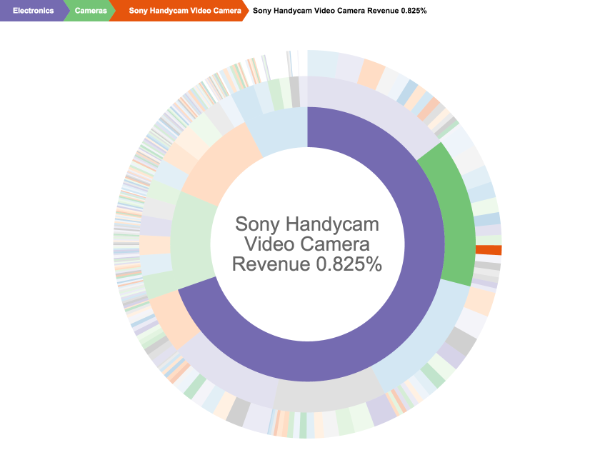 Electronics Cameras Sony Handycam Video Camera Sony Handycam Video Camera Revenue 0.825%
Sony Handycam
Video Camera
Revenue 0.825%